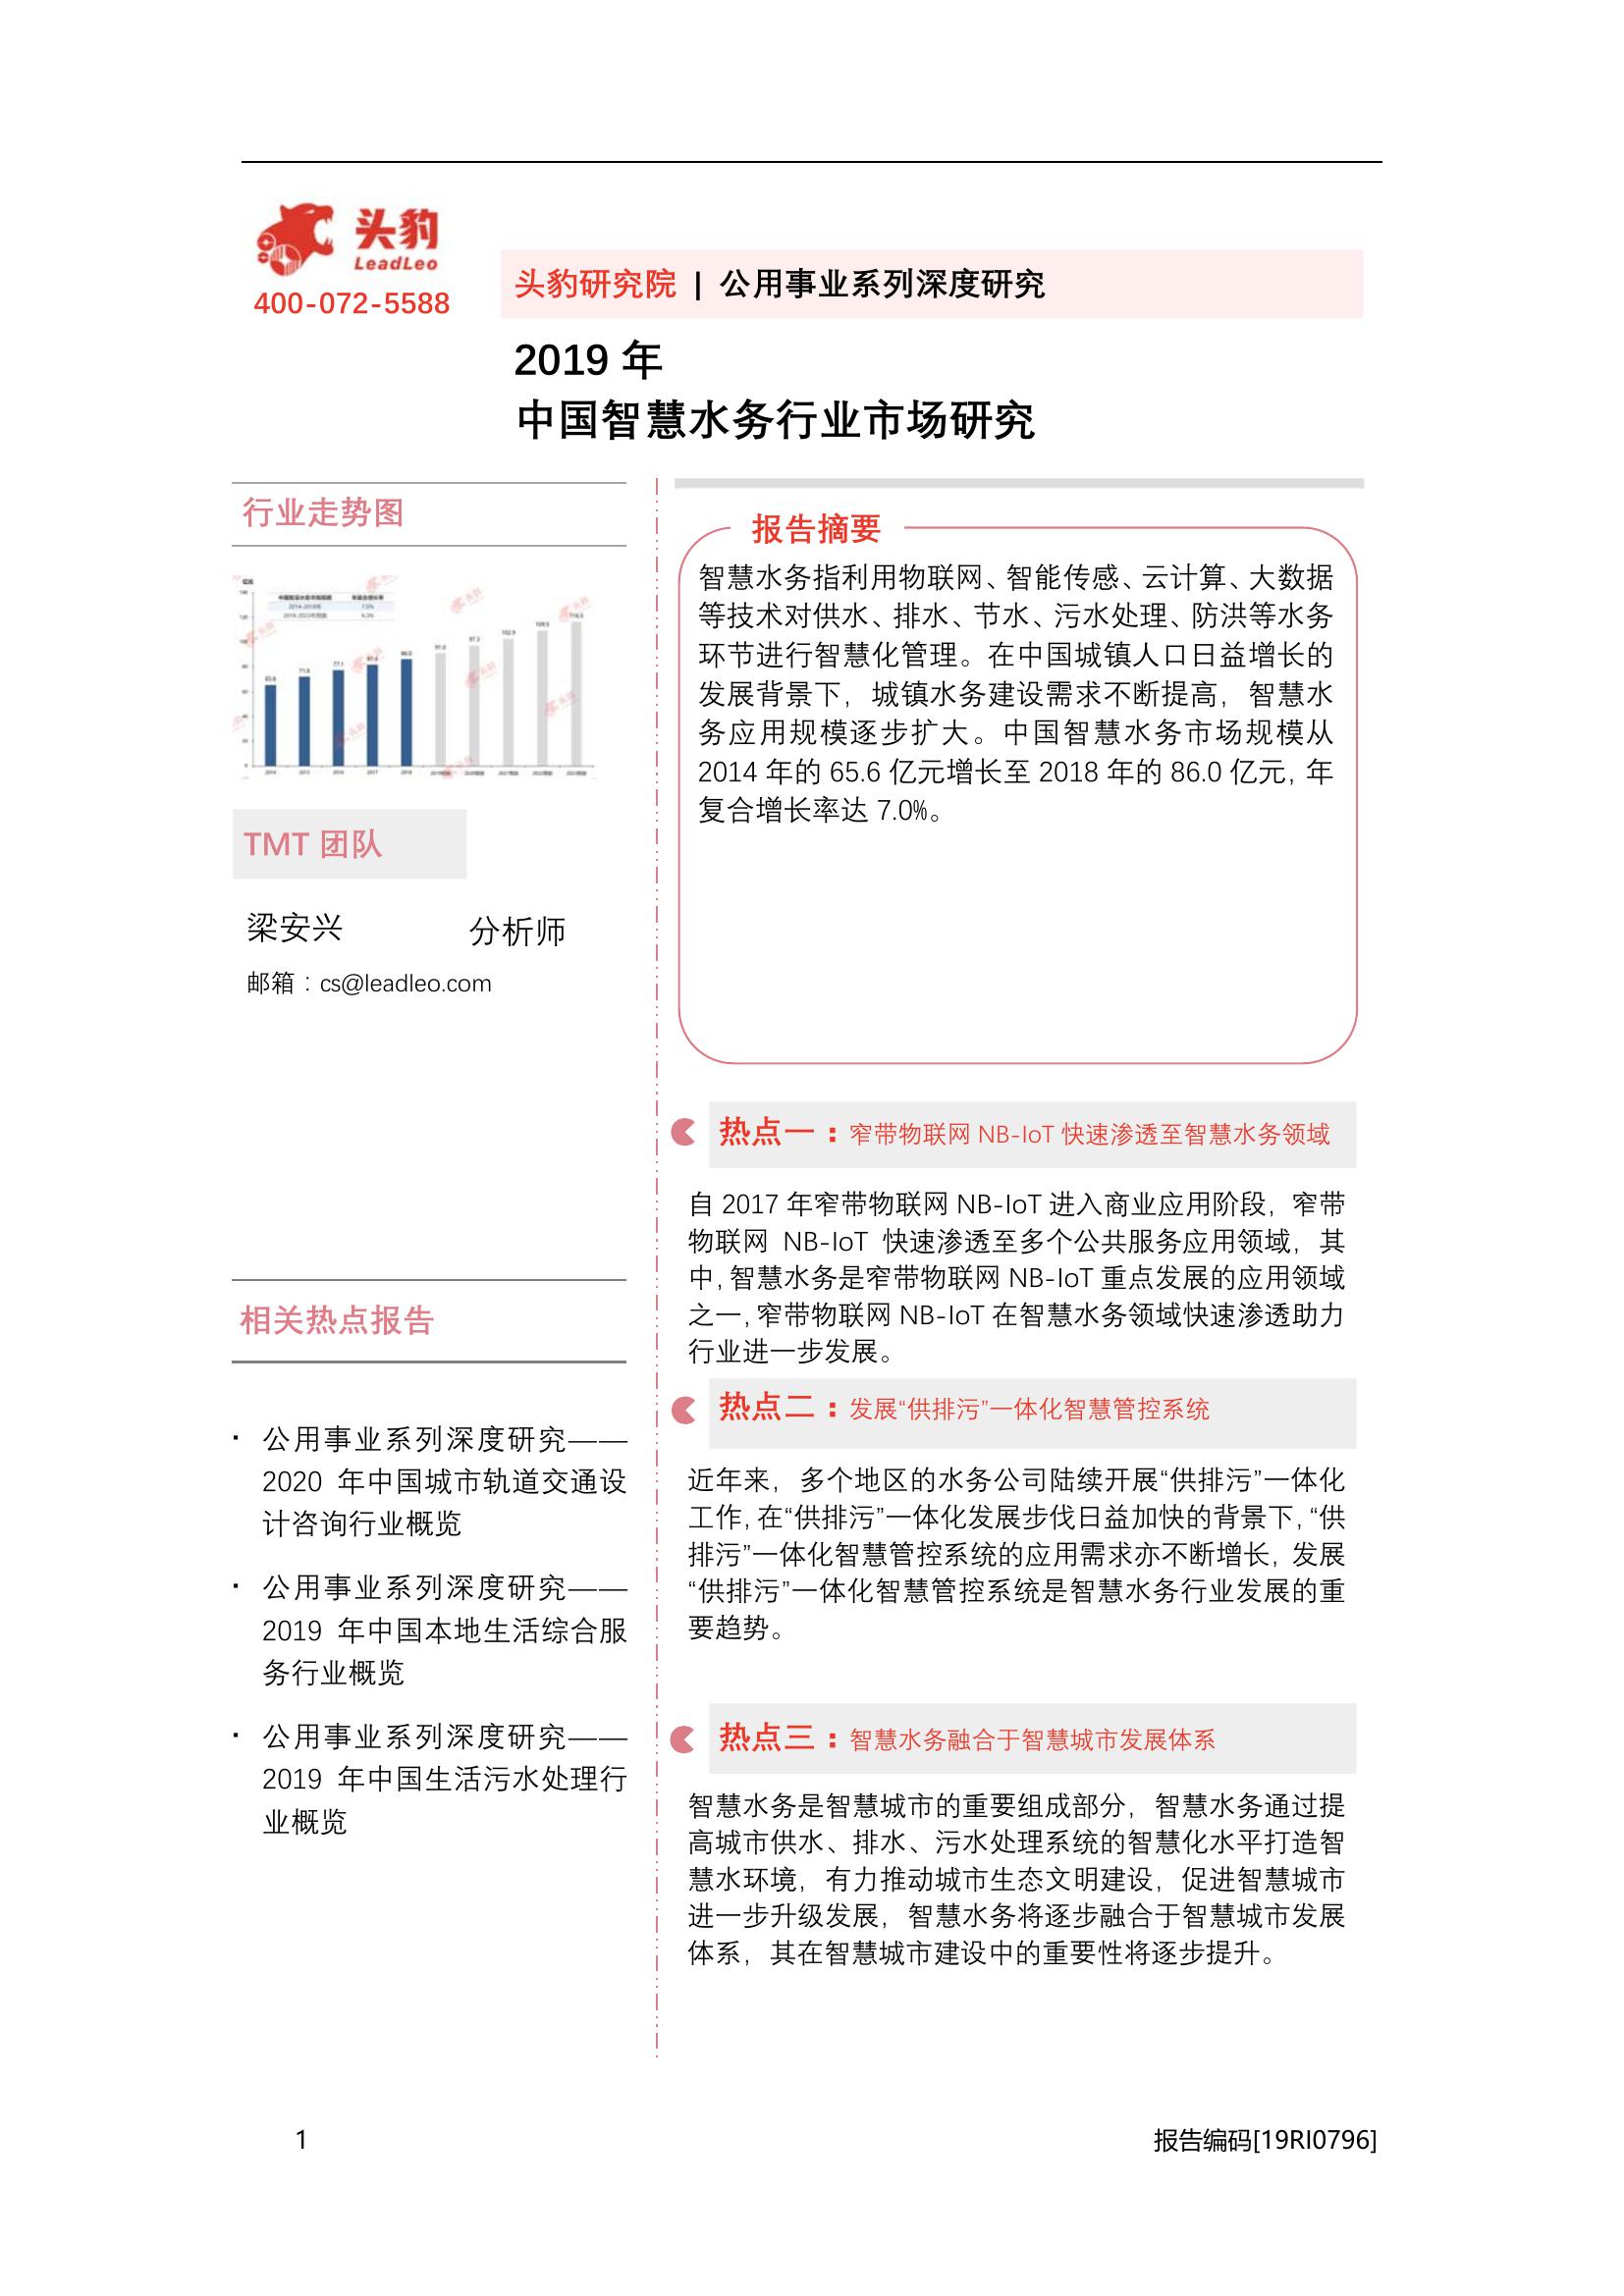 头豹
LeadLeo
400-072-5588
头豹研究院 | 公用事业系列深度研究
2019 年
中国智慧水务行业市场研究
行业走势图
亿元
65.6
86.0
2014
2015
2016
2017
2018
TMT 团队
梁安兴 分析师
邮箱：cs@leadleo.com
相关热点报告
· 公用事业系列深度研究——
2020 年中国城市轨道交通设
计咨询行业概览
· 公用事业系列深度研究——
2019 年中国本地生活综合服
务行业概览
· 公用事业系列深度研究——
2019 年中国生活污水处理行
业概览
报告摘要
智慧水务指利用物联网、智能传感、云计算、大数据
等技术对供水、排水、节水、污水处理、防洪等水务
环节进行智慧化管理。在中国城镇人口日益增长的
发展背景下，城镇水务建设需求不断提高，智慧水
务应用规模逐步扩大。中国智慧水务市场规模从
2014 年的 65.6 亿元增长至 2018 年的 86.0 亿元，年
复合增长率达 7.0%。
热点一：窄带物联网 NB-IoT 快速渗透至智慧水务领域
自 2017 年窄带物联网 NB-IoT 进入商业应用阶段，窄带
物联网 NB-IoT 快速渗透至多个公共服务应用领域，其
中，智慧水务是窄带物联网 NB-IoT 重点发展的应用领域
之一，窄带物联网 NB-IoT 在智慧水务领域快速渗透助力
行业进一步发展。
热点二：发展“供排污”一体化智慧管控系统
近年来，多个地区的水务公司陆续开展“供排污”一体化
工作，在“供排污”一体化发展步伐日益加快的背景下，“供
排污”一体化智慧管控系统的应用需求亦不断增长，发展
“供排污”一体化智慧管控系统是智慧水务行业发展的重
要趋势。
热点三：智慧水务融合于智慧城市发展体系
智慧水务是智慧城市的重要组成部分，智慧水务通过提
高城市供水、排水、污水处理系统的智慧化水平打造智
慧水环境，有力推动城市生态文明建设，促进智慧城市
进一步升级发展，智慧水务将逐步融合于智慧城市发展
体系，其在智慧城市建设中的重要性将逐步提升。
1
报告编码[19RI0796]